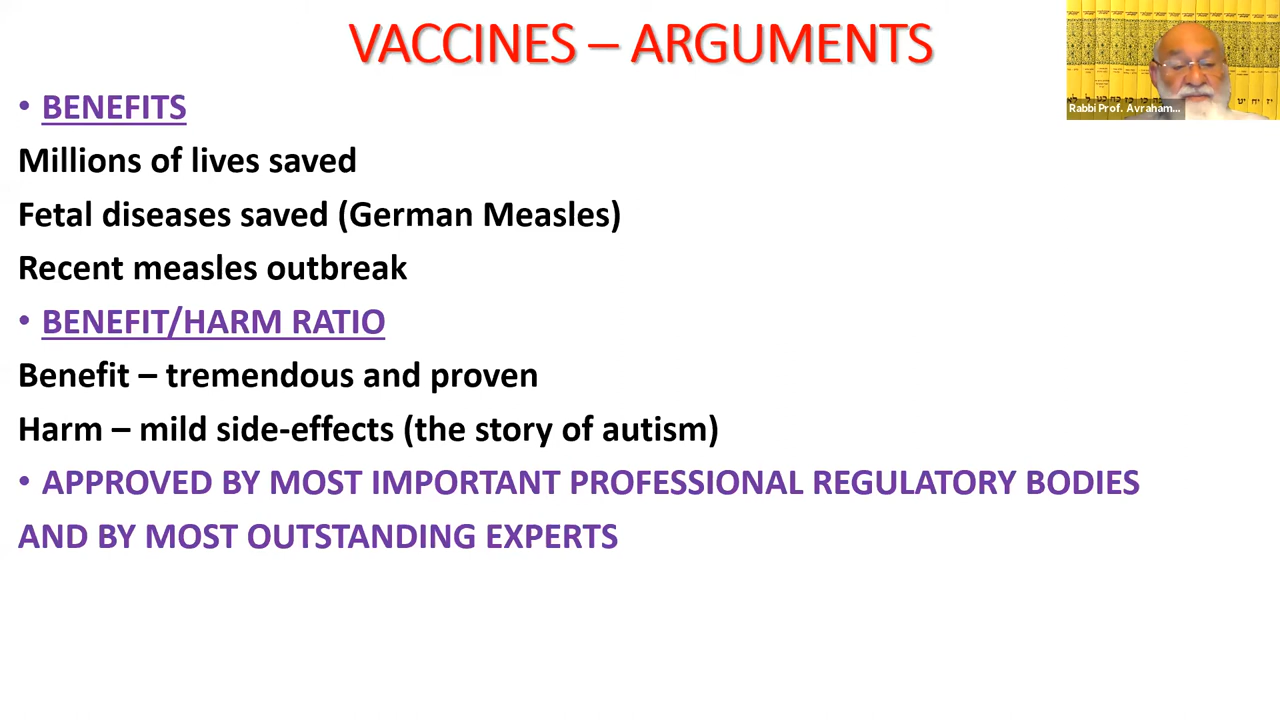 VACCINES – ARGUMENTS
• BENEFITS
Millions of lives saved
Fetal diseases saved (German Measles)
Recent measles outbreak
• BENEFIT/HARM RATIO
Benefit – tremendous and proven
Harm – mild side-effects (the story of autism)
• APPROVED BY MOST IMPORTANT PROFESSIONAL REGULATORY BODIES
AND BY MOST OUTSTANDING EXPERTS
Rabbi Prof. Avraham...